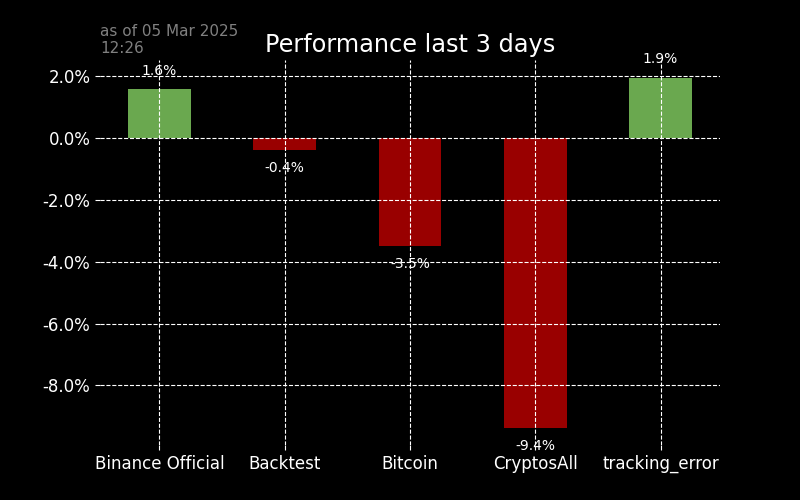 as of 05 Mar 2025
12:26
Performance last 3 days
1.6%
-0.4%
-3.5%
-9.4%
1.9%
2.0%
0.0%
-2.0%
-4.0%
-6.0%
-8.0%
Binance Official
Backtest
Bitcoin
CryptosAll
tracking_error